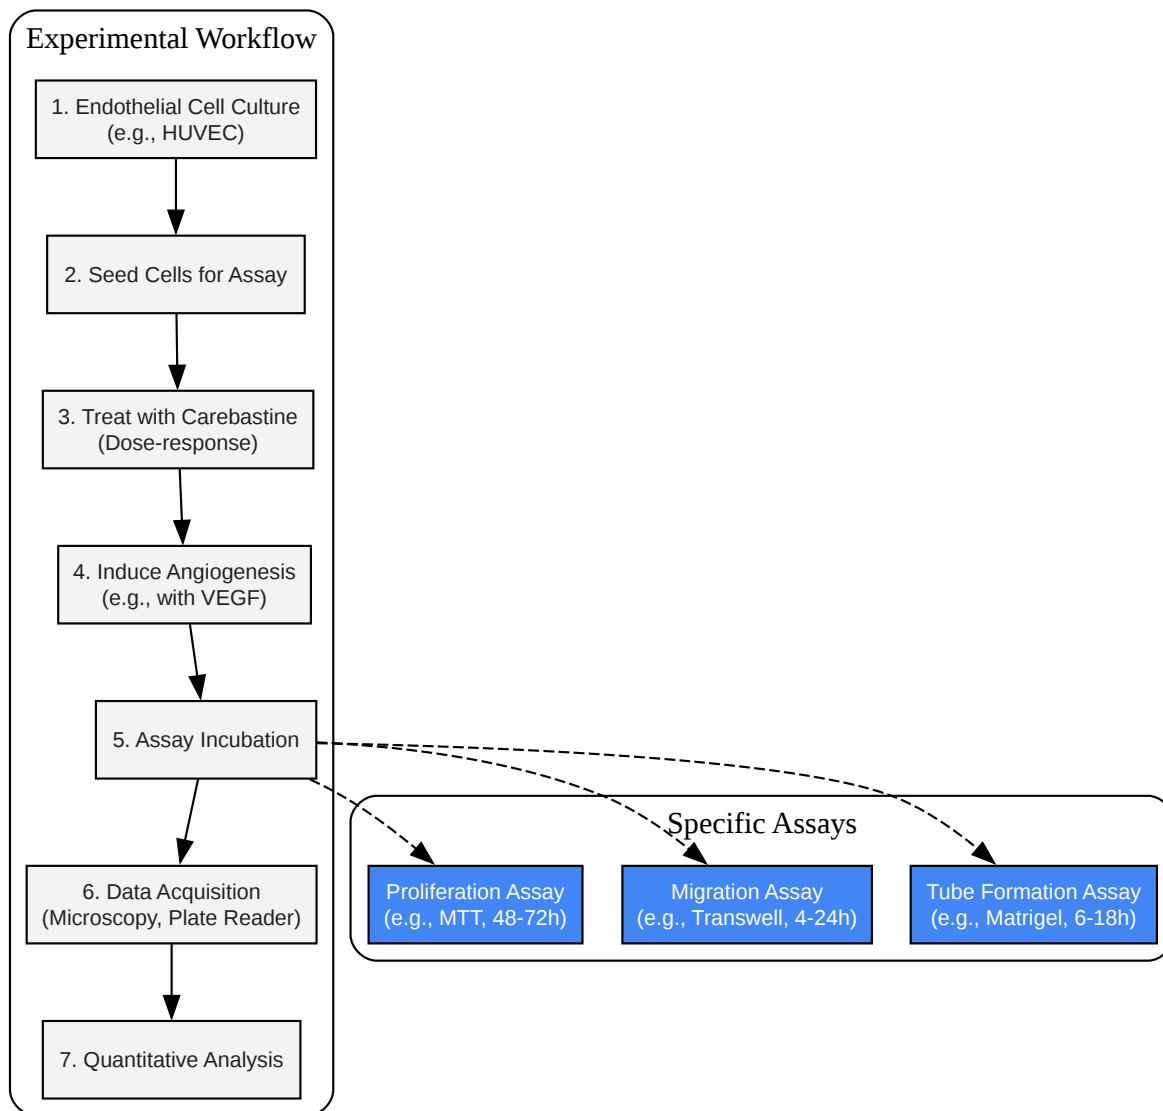 Experimental Workflow
1. Endothelial Cell Culture
(e.g., HUVEC)
2. Seed Cells for Assay
3. Treat with Carebastine
(Dose-response)
4. Induce Angiogenesis
(e.g., with VEGF)
5. Assay Incubation
6. Data Acquisition
(Microscopy, Plate Reader)
7. Quantitative Analysis
Specific Assays
Proliferation Assay
(e.g., MTT, 48-72h)
Migration Assay
(e.g., Transwell, 4-24h)
Tube Formation Assay
(e.g., Matrigel, 6-18h)